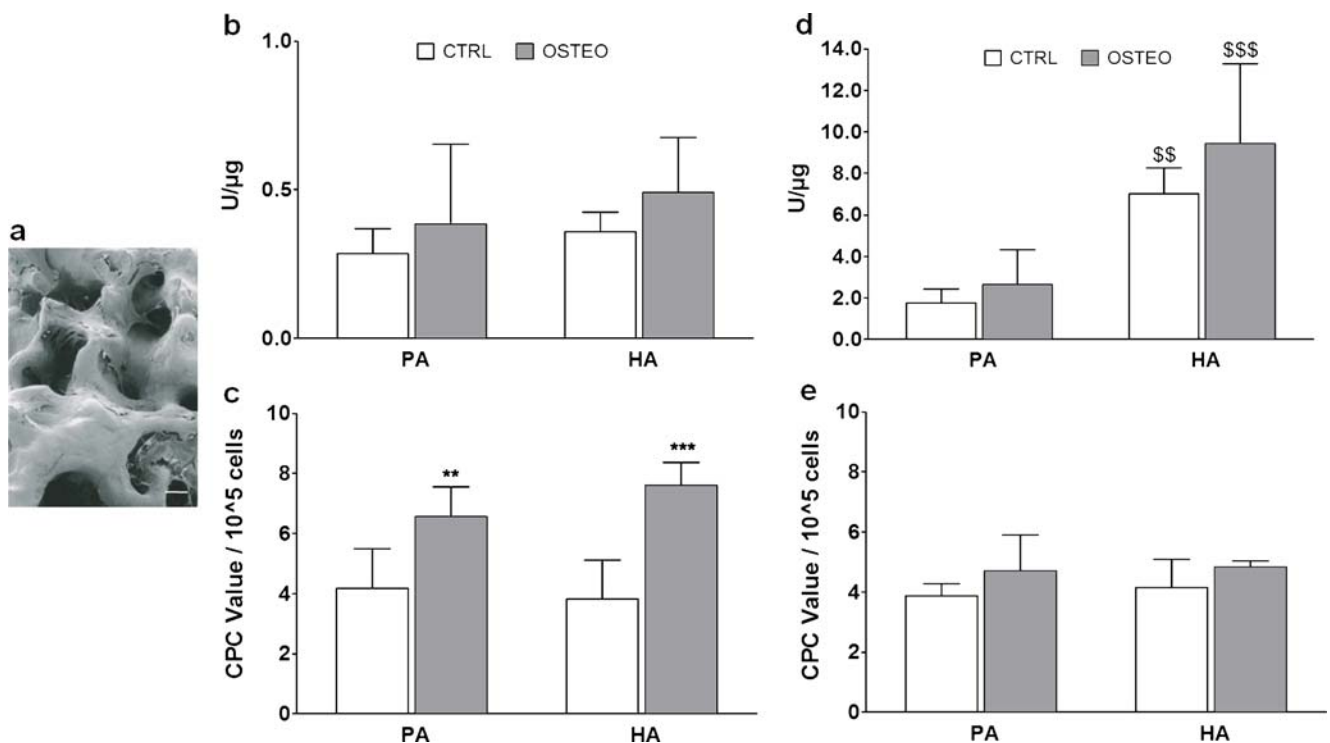 a
b
1.0
0.5
0.0
U/µg
CTRL OSTEO
PA HA
c
10
8
6
4
2
0
CPC Value / 10^5 cells
** ***
PA HA
d
14.0
12.0
10.0
8.0
6.0
4.0
2.0
0.0
U/µg
CTRL OSTEO
$$ $$$
PA HA
e
10
8
6
4
2
0
CPC Value / 10^5 cells
PA HA